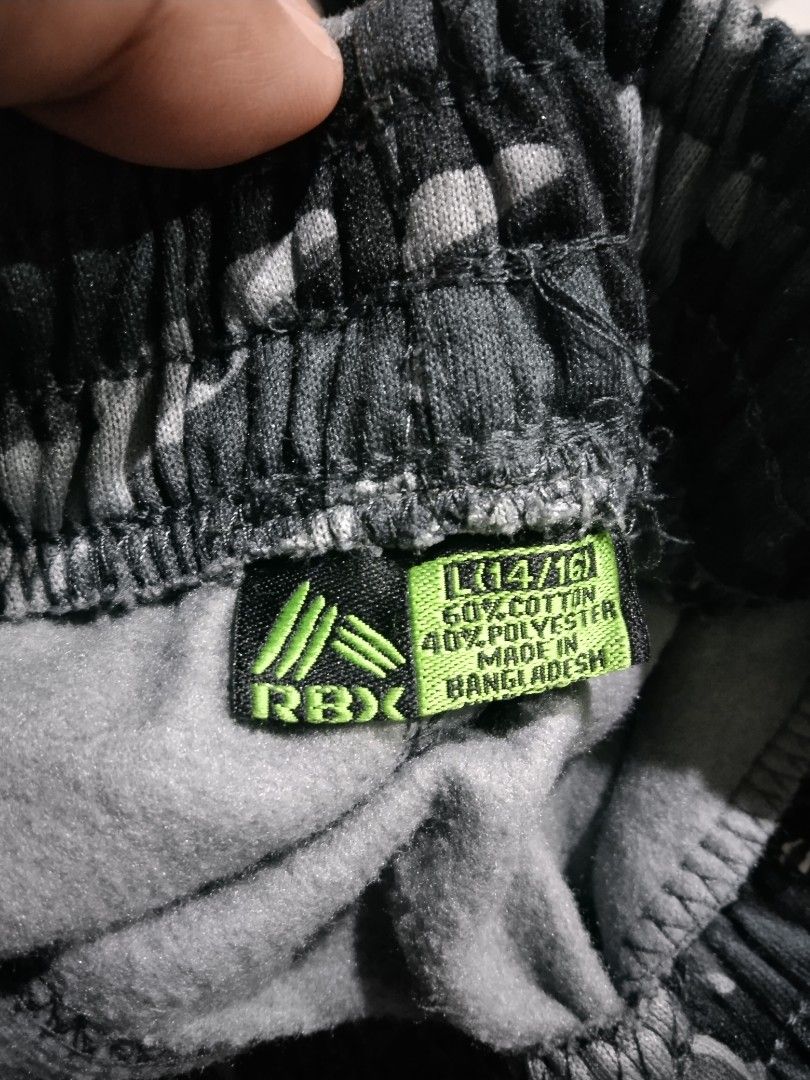 RBX
L(14/16)
60%COTTON
40%POLYESTER
MADE IN
BANGLADESH